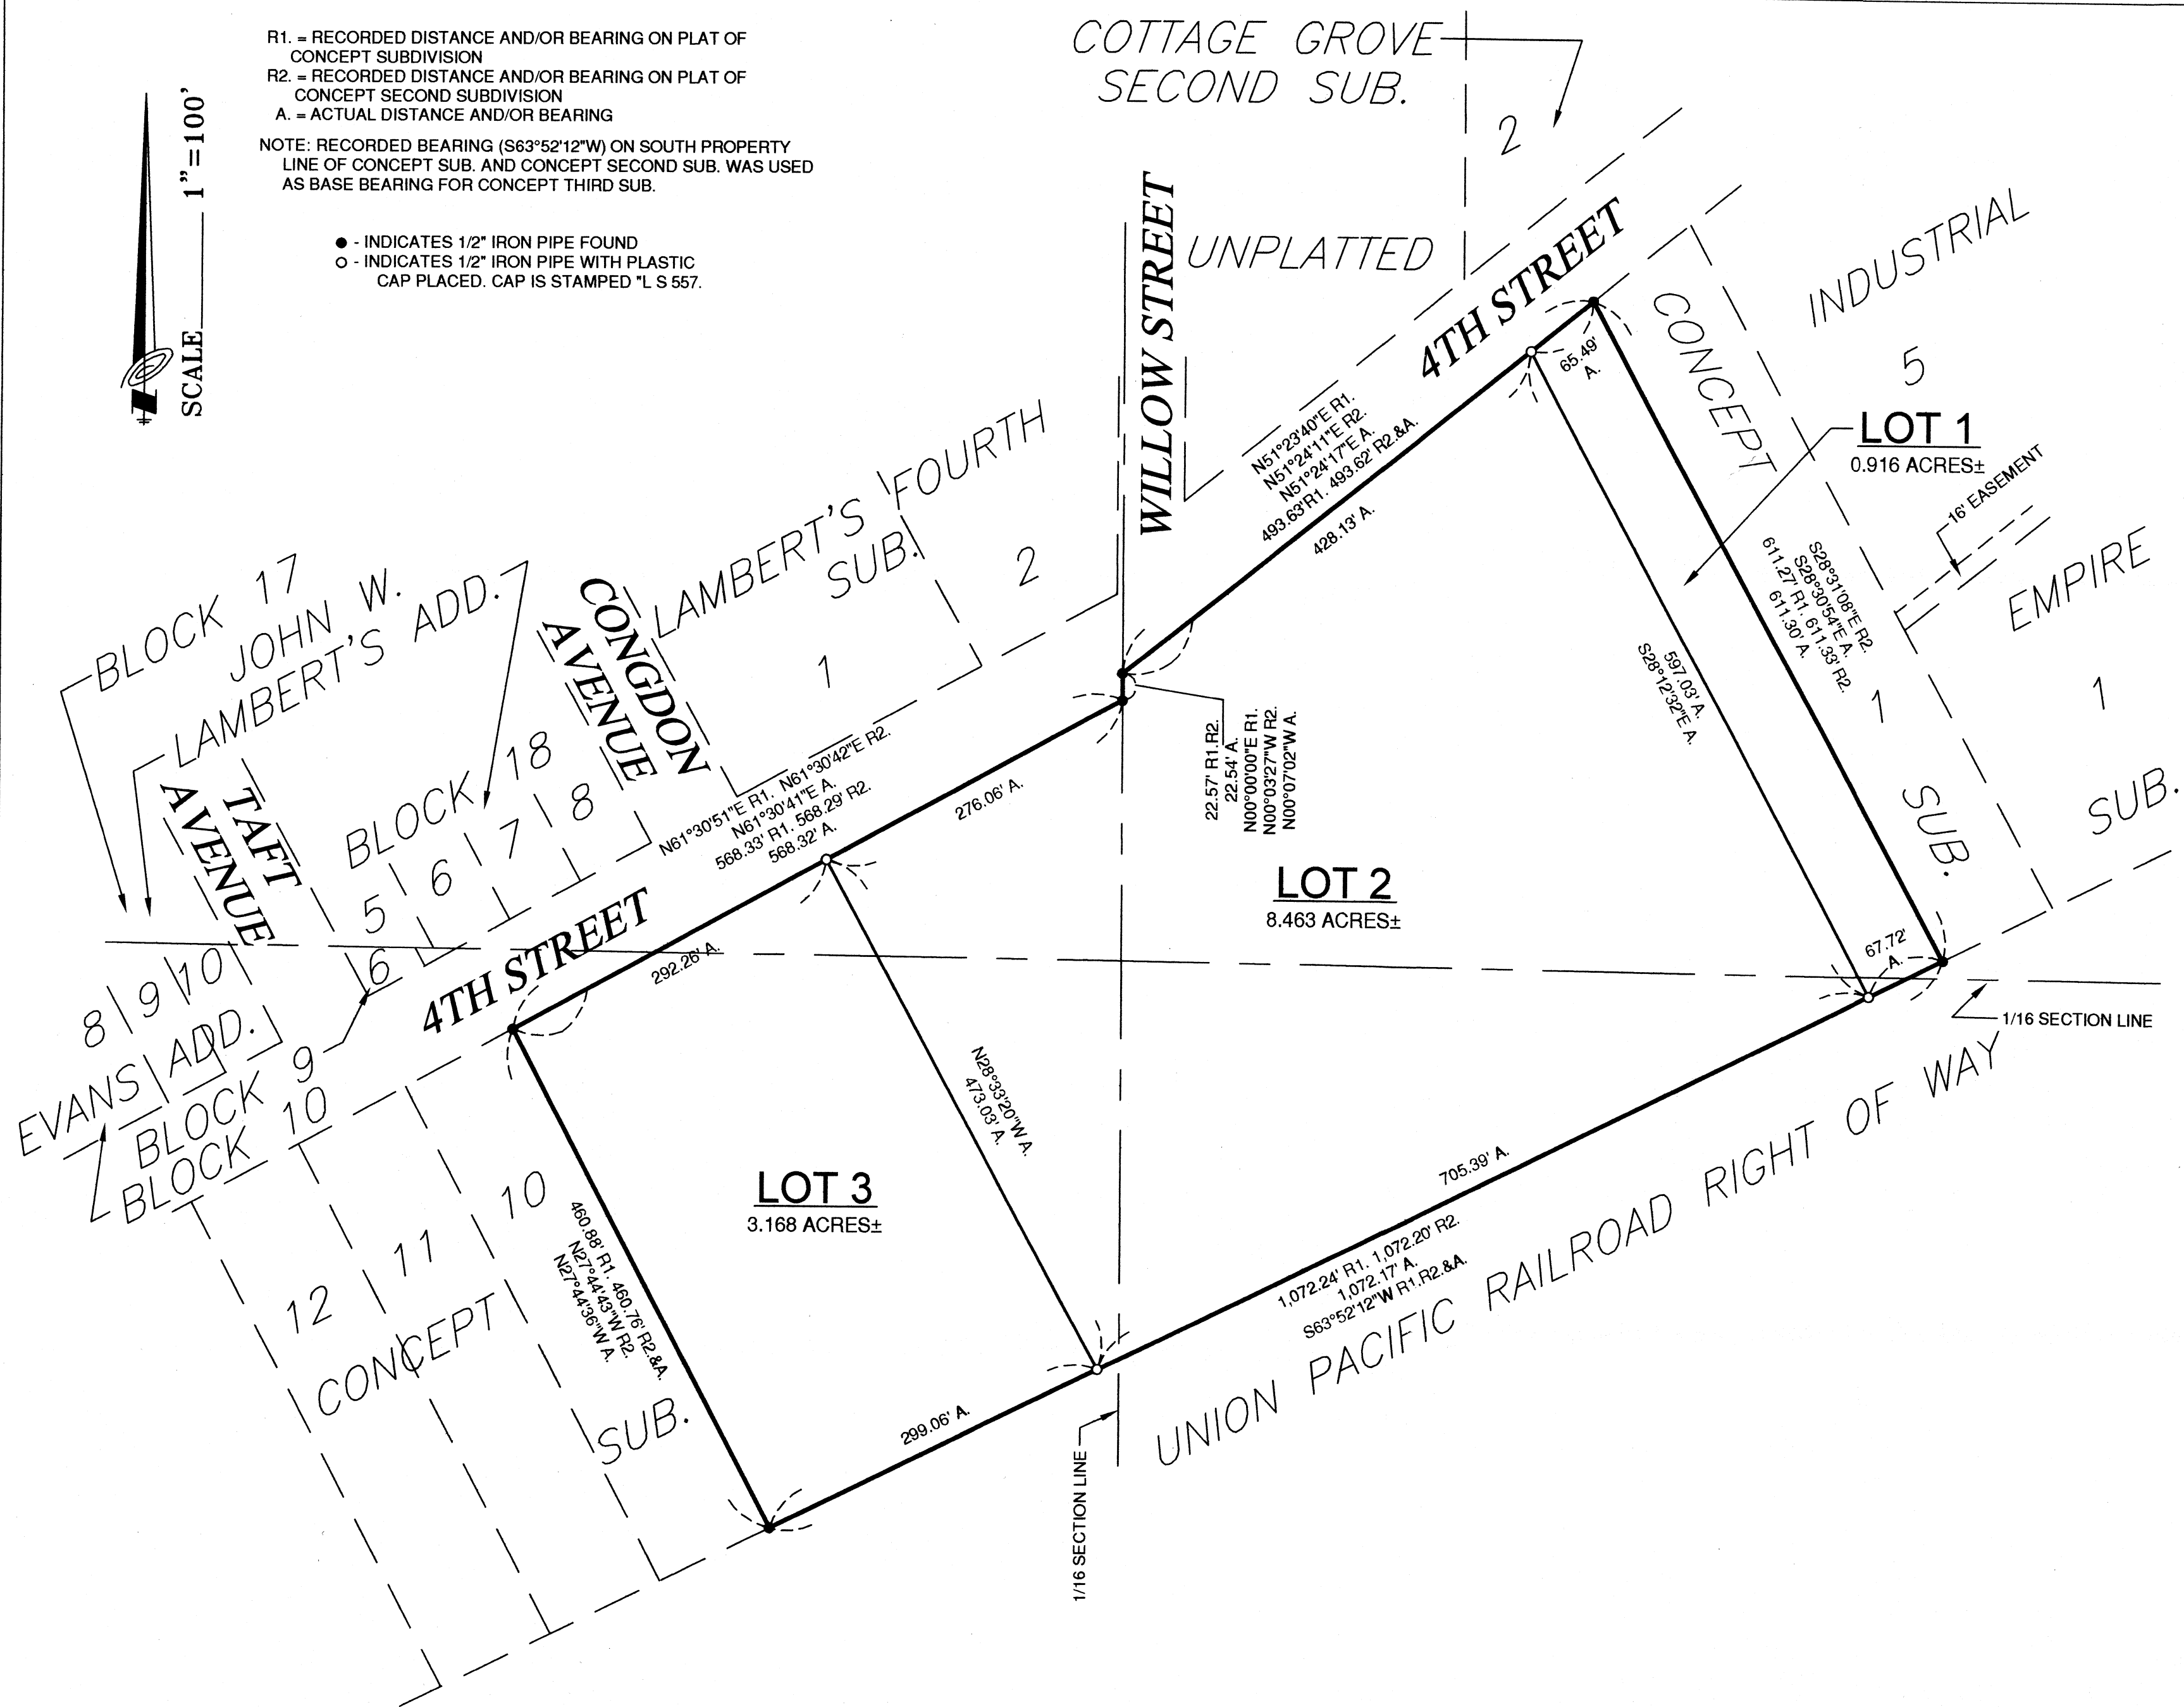 R1. = RECORDED DISTANCE AND/OR BEARING ON PLAT OF
CONCEPT SUBDIVISION
R2. = RECORDED DISTANCE AND/OR BEARING ON PLAT OF
CONCEPT SECOND SUBDIVISION
A. = ACTUAL DISTANCE AND/OR BEARING
NOTE: RECORDED BEARING (S63°52'12"W) ON SOUTH PROPERTY
LINE OF CONCEPT SUB. AND CONCEPT SECOND SUB. WAS USED
AS BASE BEARING FOR CONCEPT THIRD SUB.
● - INDICATES 1/2" IRON PIPE FOUND
○ - INDICATES 1/2" IRON PIPE WITH PLASTIC
CAP PLACED. CAP IS STAMPED "L S 557.
SCALE 1"=100'
COTTAGE GROVE
SECOND SUB.
2
UNPLATTED
WILLOW STREET
4TH STREET
CONCEPT
INDUSTRIAL
5
LOT 1
0.916 ACRES±
16' EASEMENT
EMPIRE
1
SUB.
1
SUB.
65.49'
A.
N51°23'40"E R1.
N51°24'11"E R2.
N51°24'17"E A.
493.63'R1. 493.62' R2.&A.
428.13' A.
S28°31'08"E R2.
S28°30'54"E A.
611.27' R1. 611.33' R2.
611.30' A.
597.03' A.
S28°12'32"E A.
LAMBERT'S FOURTH
SUB.
1
2
BLOCK 17
JOHN W.
LAMBERT'S ADD.
CONGDON
AVENUE
TAFT
AVENUE
BLOCK 18
5
6
7
8
6
N61°30'51"E R1. N61°30'42"E R2.
N61°30'41"E A.
568.33' R1. 568.29' R2.
568.32' A.
276.06' A.
22.57' R1.R2.
22.54' A.
N00°00'00"E R1.
N00°03'27"W R2.
N00°07'02"W A.
LOT 2
8.463 ACRES±
67.72'
A.
1/16 SECTION LINE
4TH STREET
292.26' A.
8
9
10
EVANS ADD.
BLOCK 9
BLOCK 10
N28°33'20"W A.
473.03' A.
LOT 3
3.168 ACRES±
10
11
12
CONCEPT
SUB.
460.88' R1. 460.76' R2.&A.
N27°44'43"W R2.
N27°44'36"W A.
705.39' A.
1,072.24' R1. 1,072.20' R2.
1,072.17' A.
S63°52'12"W R1.R2.&A.
UNION PACIFIC RAILROAD RIGHT OF WAY
299.06' A.
1/16 SECTION LINE